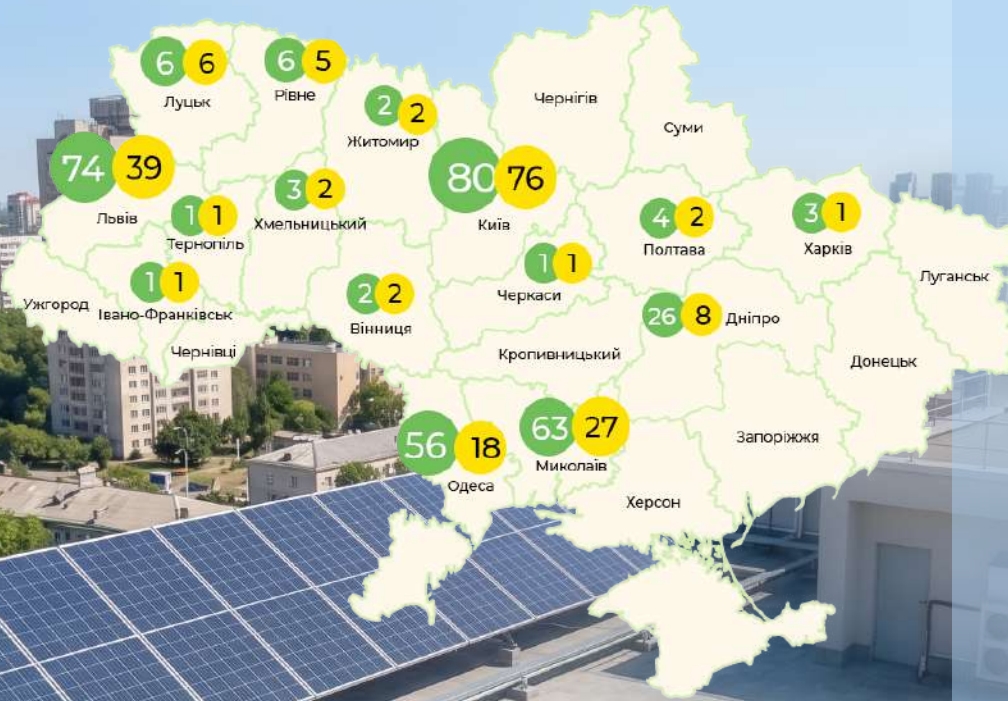 6 6
Луцьк
6 5
Рівне
2 2
Житомир
Чернігів
Суми
74 39
Львів
1 1
Тернопіль
3 2
Хмельницький
80 76
Київ
4 2
Полтава
3 1
Харків
Луганськ
Ужгород
1 1
Івано-Франківськ
Чернівці
2 2
Вінниця
1 1
Черкаси
Кропивницький
26 8 Дніпро
Донецьк
56 18
Одеса
63 27
Миколаїв
Запоріжжя
Херсон